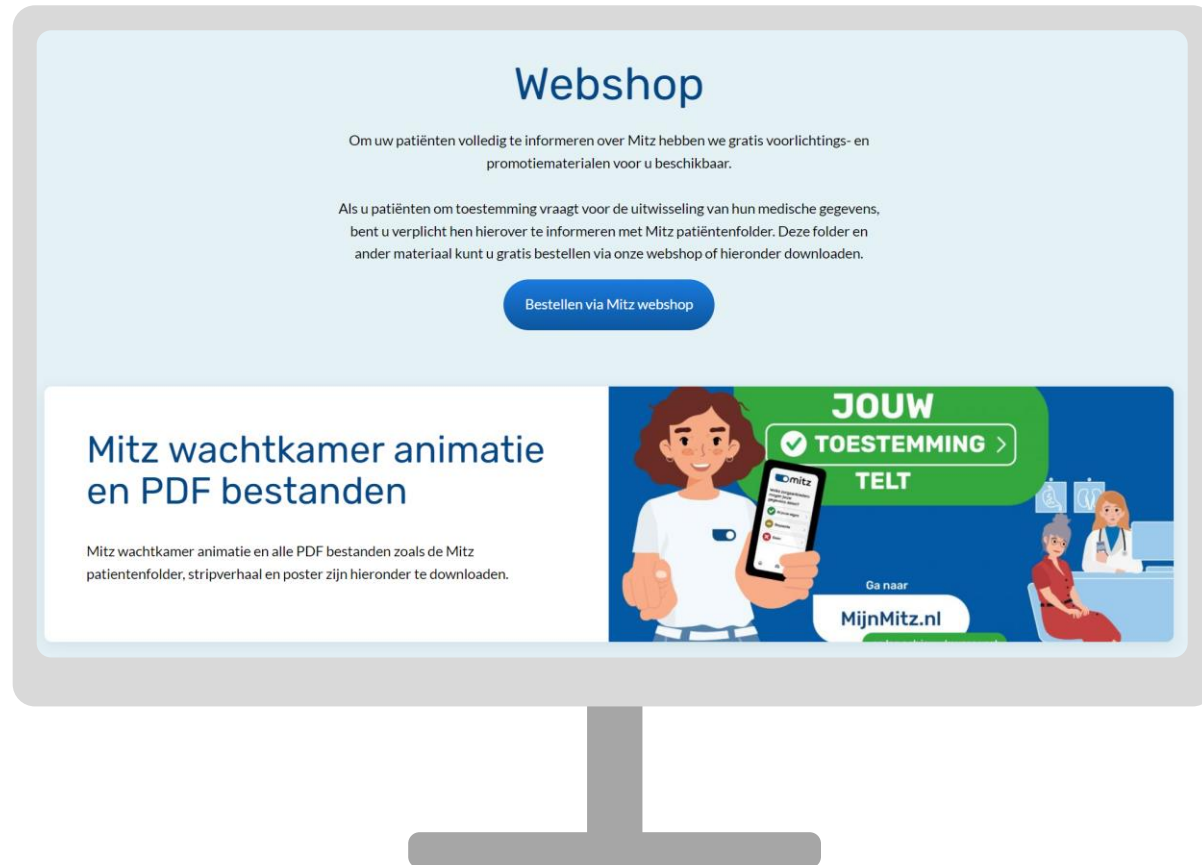 Webshop
Om uw patiënten volledig te informeren over Mitz hebben we gratis voorlichtings- en
promotiematerialen voor u beschikbaar.
Als u patiënten om toestemming vraagt voor de uitwisseling van hun medische gegevens,
bent u verplicht hen hierover te informeren met Mitz patiëntenfolder. Deze folder en
ander materiaal kunt u gratis bestellen via onze webshop of hieronder downloaden.
Bestellen via Mitz webshop
Mitz wachtkamer animatie
en PDF bestanden
Mitz wachtkamer animatie en alle PDF bestanden zoals de Mitz
patientenfolder, stripverhaal en poster zijn hieronder te downloaden.
JOUW
TOESTEMMING
TELT
mitz
Ga naar
MijnMitz.nl